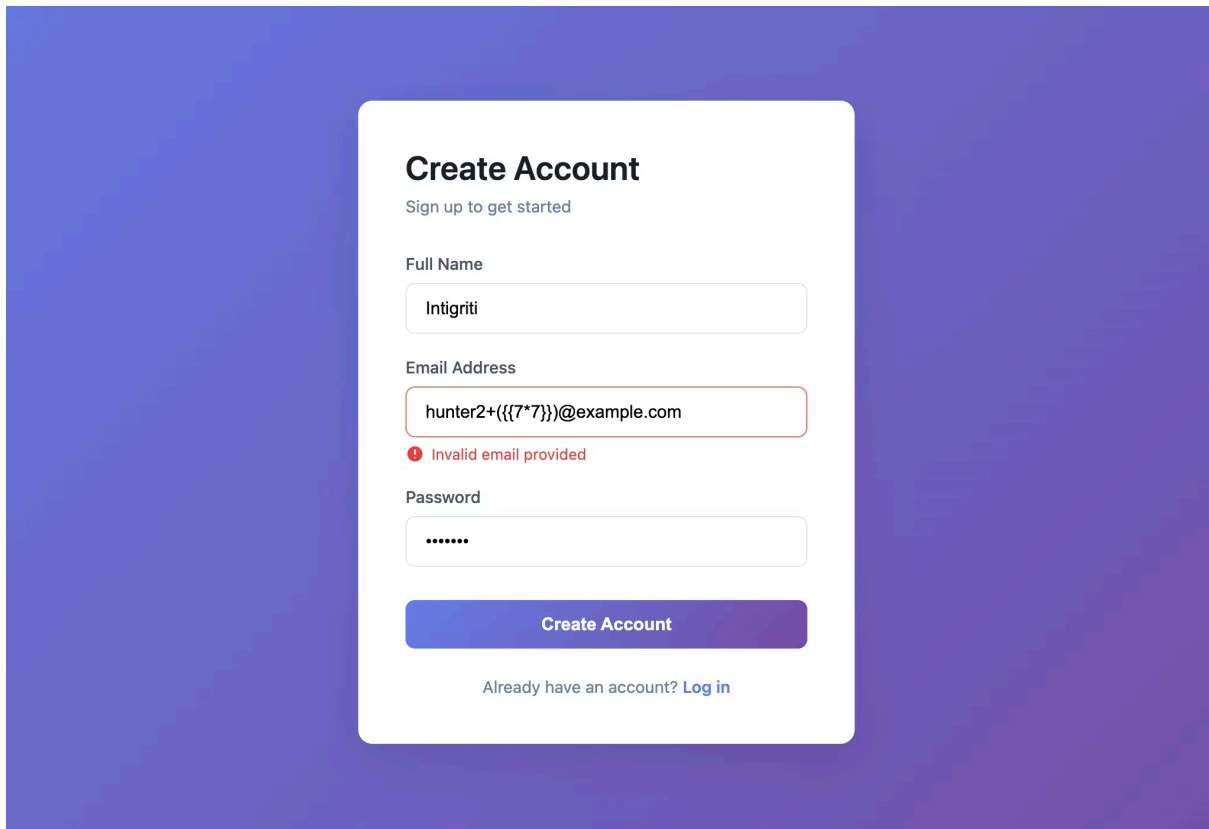 Create Account
Sign up to get started
Full Name
Intigriti
Email Address
hunter2+({{7*7}})@example.com
Invalid email provided
Password
•••••••
Create Account
Already have an account? Log in